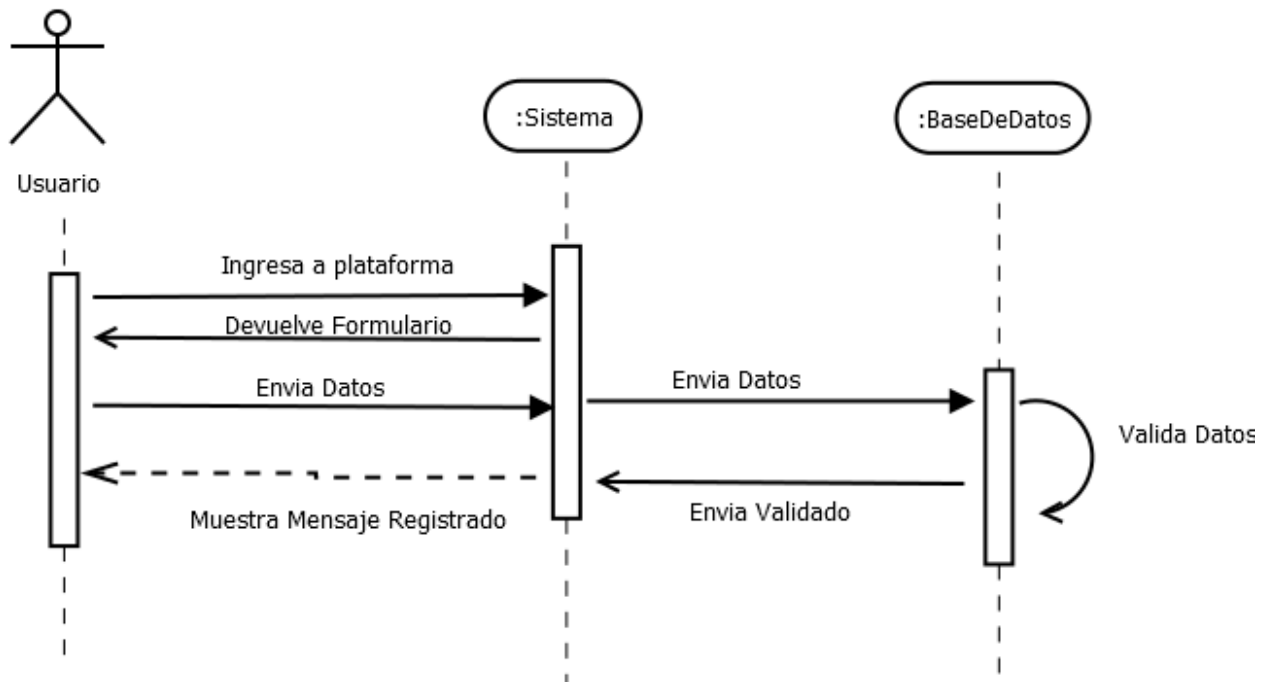 :Sistema
:BaseDeDatos
Usuario
Ingresa a plataforma
Devuelve Formulario
Envia Datos
Envia Datos
Valida Datos
Muestra Mensaje Registrado
Envia Validado